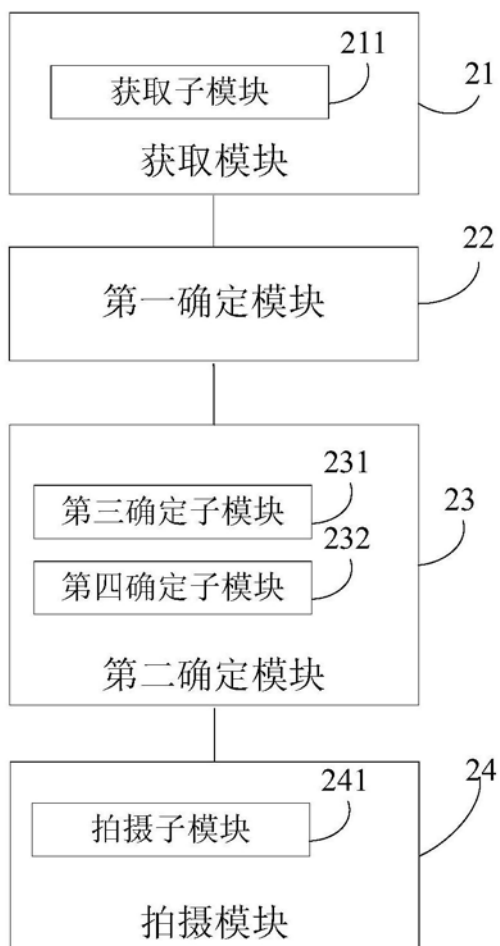 211
获取子模块
21
获取模块
22
第一确定模块
231
第三确定子模块
23
232
第四确定子模块
第二确定模块
24
241
拍摄子模块
拍摄模块